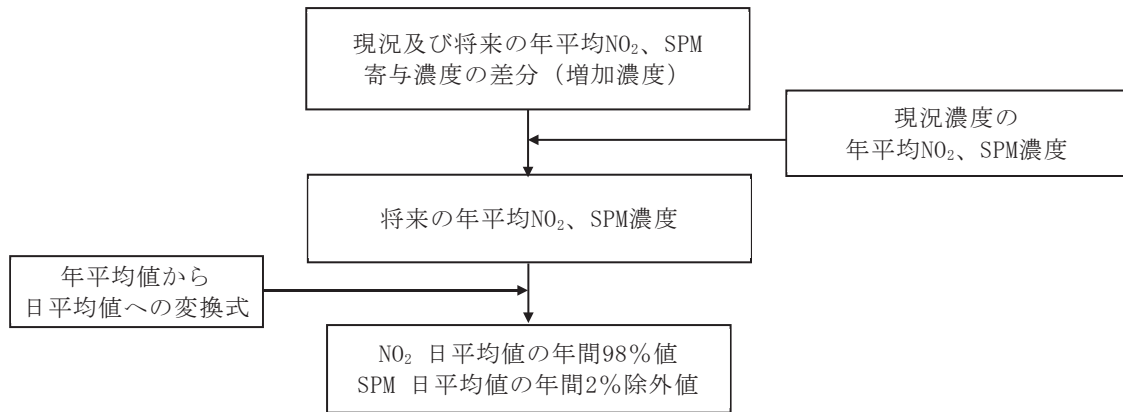 現況及び将来の年平均NO₂、SPM
寄与濃度の差分（増加濃度）
現況濃度の
年平均NO₂、SPM濃度
将来の年平均NO₂、SPM濃度
年平均値から
日平均値への変換式
NO₂ 日平均値の年間98％値
SPM 日平均値の年間2％除外値